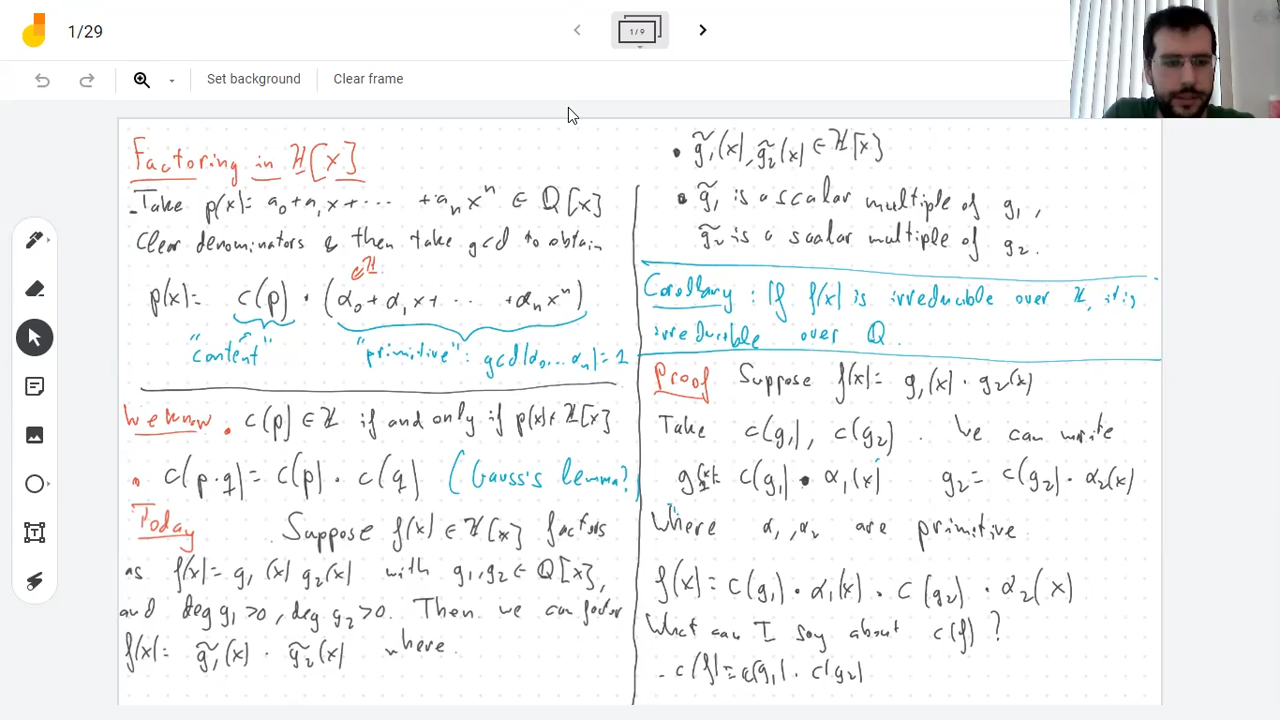 1/29
1/9
Set background
Clear frame
Factoring in ℤ[x]
- Take p(x) = a₀ + a₁x + ··· + aₙxⁿ ∈ ℚ[x]
Clear denominators & then take gcd to obtain
∈ℤ
p(x) = c(p) · (α₀ + α₁x + ··· + αₙxⁿ)
"content" "primitive": gcd(α₀...αₙ) = 1
We know • c(p) ∈ ℤ if and only if p(x) ∈ ℤ[x]
• c(p·q) = c(p) · c(q) (Gauss's lemma?)
Today Suppose f(x) ∈ ℤ[x] factors
as f(x) = g₁(x) g₂(x) with g₁, g₂ ∈ ℚ[x],
and deg g₁ > 0, deg g₂ > 0. Then we can factor
f(x) = g̃₁(x) · g̃₂(x) where
• g̃₁(x), g̃₂(x) ∈ ℤ[x]
• g̃₁ is a scalar multiple of g₁,
g̃₂ is a scalar multiple of g₂.
Corollary: If f(x) is irreducible over ℤ, it is
irreducible over ℚ.
Proof Suppose f(x) = g₁(x) · g₂(x)
Take c(g₁), c(g₂). We can write
g₁(x) = c(g₁) · α₁(x) g₂ = c(g₂) · α₂(x)
Where α₁, α₂ are primitive
f(x) = c(g₁) · α₁(x) · c(g₂) · α₂(x)
What can I say about c(f)?
- c(f) = c(g₁) · c(g₂)